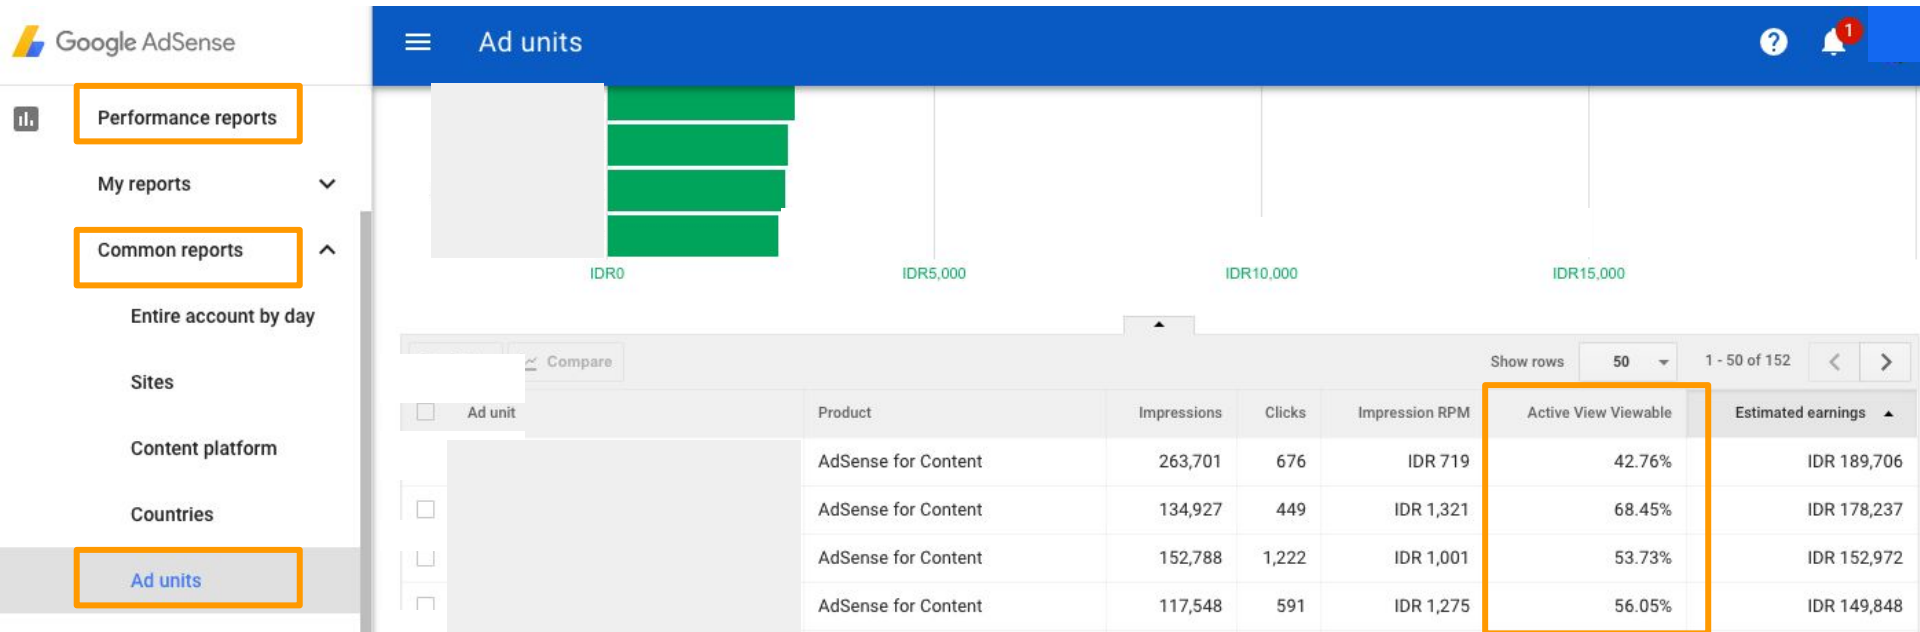 Google AdSense
Ad units
1
Performance reports
My reports
Common reports
Entire account by day
Sites
Content platform
Countries
Ad units
IDR0 IDR5,000 IDR10,000 IDR15,000
Compare Show rows 50 1 - 50 of 152
Ad unit Product Impressions Clicks Impression RPM Active View Viewable Estimated earnings
AdSense for Content 263,701 676 IDR 719 42.76% IDR 189,706
AdSense for Content 134,927 449 IDR 1,321 68.45% IDR 178,237
AdSense for Content 152,788 1,222 IDR 1,001 53.73% IDR 152,972
AdSense for Content 117,548 591 IDR 1,275 56.05% IDR 149,848